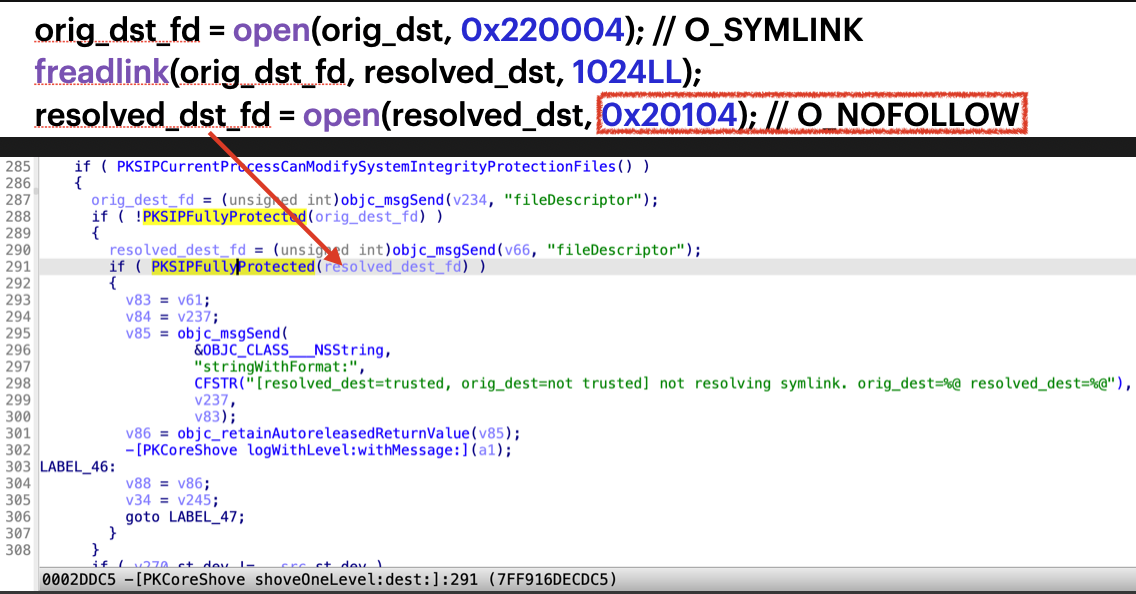 orig_dst_fd = open(orig_dst, 0x220004); // O_SYMLINK
freadlink(orig_dst_fd, resolved_dst, 1024LL);
resolved_dst_fd = open(resolved_dst, 0x20104); // O_NOFOLLOW
285 if ( PKSIPCurrentProcessCanModifySystemIntegrityProtectionFiles() )
286 {
287 orig_dest_fd = (unsigned int)objc_msgSend(v234, "fileDescriptor");
288 if ( !PKSIPFullyProtected(orig_dest_fd) )
289 {
290 resolved_dest_fd = (unsigned int)objc_msgSend(v66, "fileDescriptor");
291 if ( PKSIPFullyProtected(resolved_dest_fd) )
292 {
293 v83 = v61;
294 v84 = v237;
295 v85 = objc_msgSend(
296 &OBJC_CLASS___NSString,
297 "stringWithFormat:",
298 CFSTR("[resolved_dest=trusted, orig_dest=not trusted] not resolving symlink. orig_dest=%@ resolved_dest=%@"),
299 v237,
300 v83);
301 v86 = objc_retainAutoreleasedReturnValue(v85);
302 -[PKCoreShove logWithLevel:withMessage:](a1);
303 LABEL_46:
304 v88 = v86;
305 v34 = v245;
306 goto LABEL_47;
307 }
308 }
if ( v270.st_dev != src.st_dev )
0002DDC5 -[PKCoreShove shoveOneLevel:dest:]:291 (7FF916DECDC5)